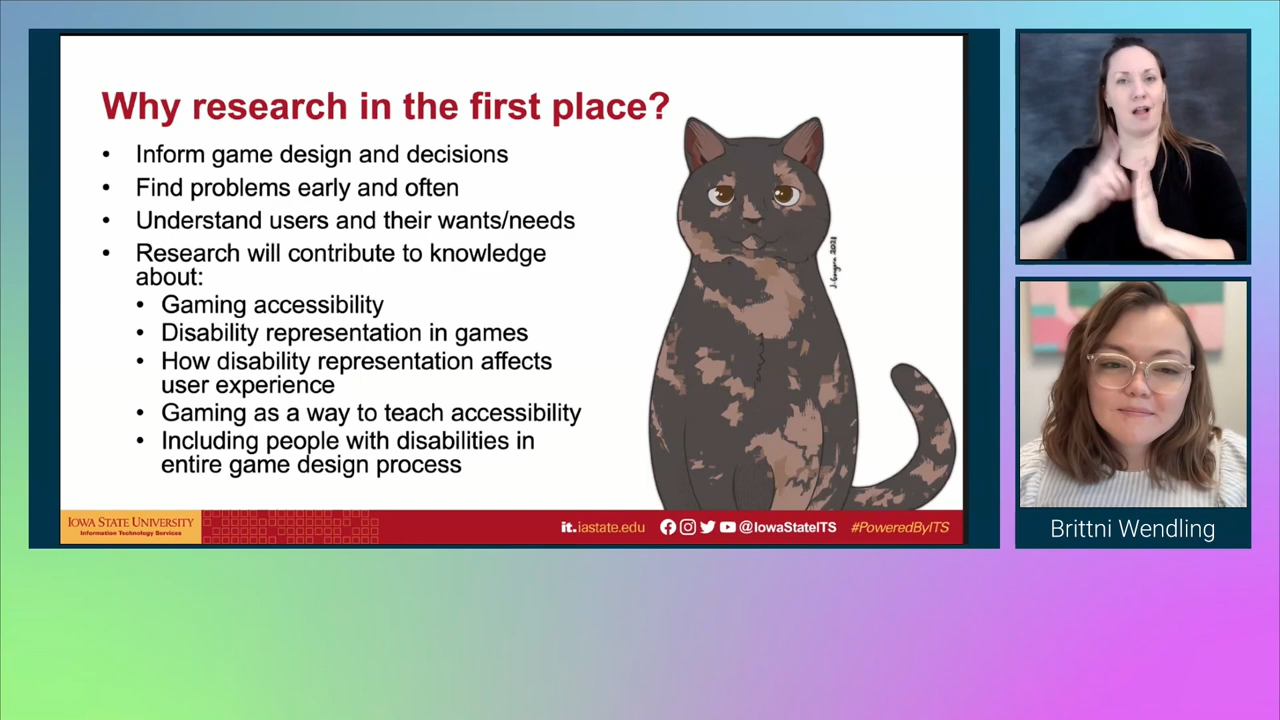 Why research in the first place?
• Inform game design and decisions
• Find problems early and often
• Understand users and their wants/needs
• Research will contribute to knowledge
about:
• Gaming accessibility
• Disability representation in games
• How disability representation affects
user experience
• Gaming as a way to teach accessibility
• Including people with disabilities in
entire game design process
IOWA STATE UNIVERSITY
Information Technology Services
it.iastate.edu
@IowaStateITS
#PoweredByITS
Brittni Wendling